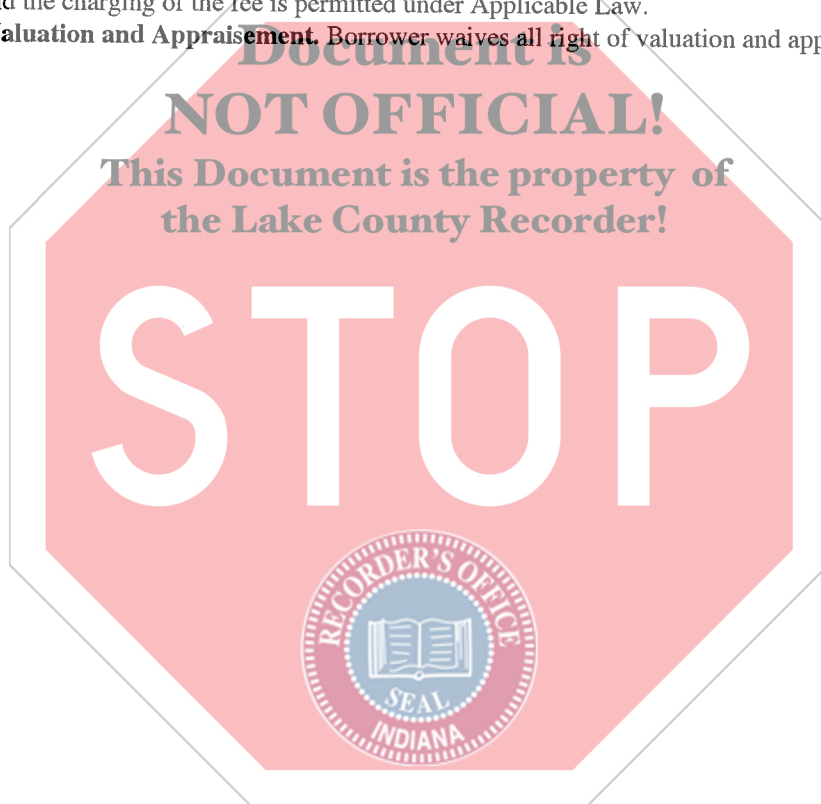 the charging of the fee is permitted under Applicable Law.
aluation and Appraisement. Borrower waives all right of valuation and app
Document is
NOT OFFICIAL!
This Document is the property of
the Lake County Recorder!
STOP
RECORDER'S OFFICE
SEAL
INDIANA